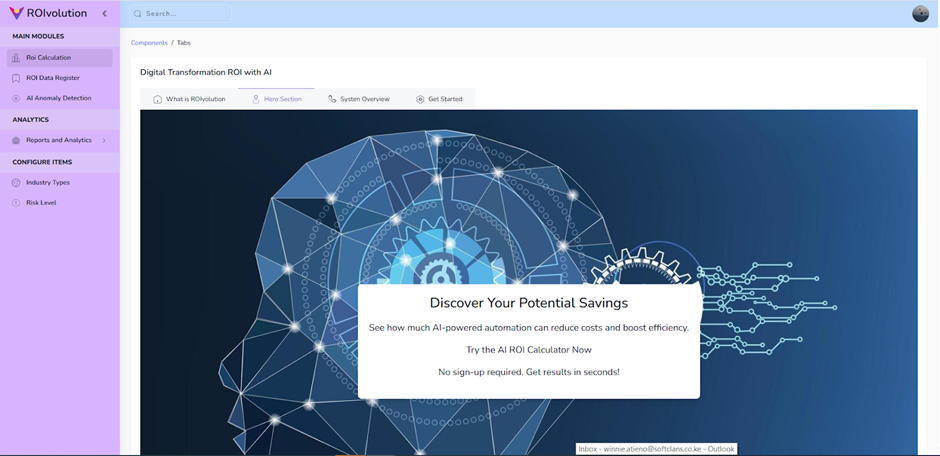 ROIvolution
Search...
MAIN MODULES
Roi Calculation
ROI Data Register
AI Anomaly Detection
ANALYTICS
Reports and Analytics
CONFIGURE ITEMS
Industry Types
Risk Level
Components / Tabs
Digital Transformation ROI with AI
What is ROIvolution
Hero Section
Systen Overview
Get Started
Discover Your Potential Savings
See how much AI-powered automation can reduce costs and boost efficiency.
Try the AI ROI Calculator Now
No sign-up required. Get results in seconds!
Inbox - winnie.atieno@softclans.co.ke - Outlook